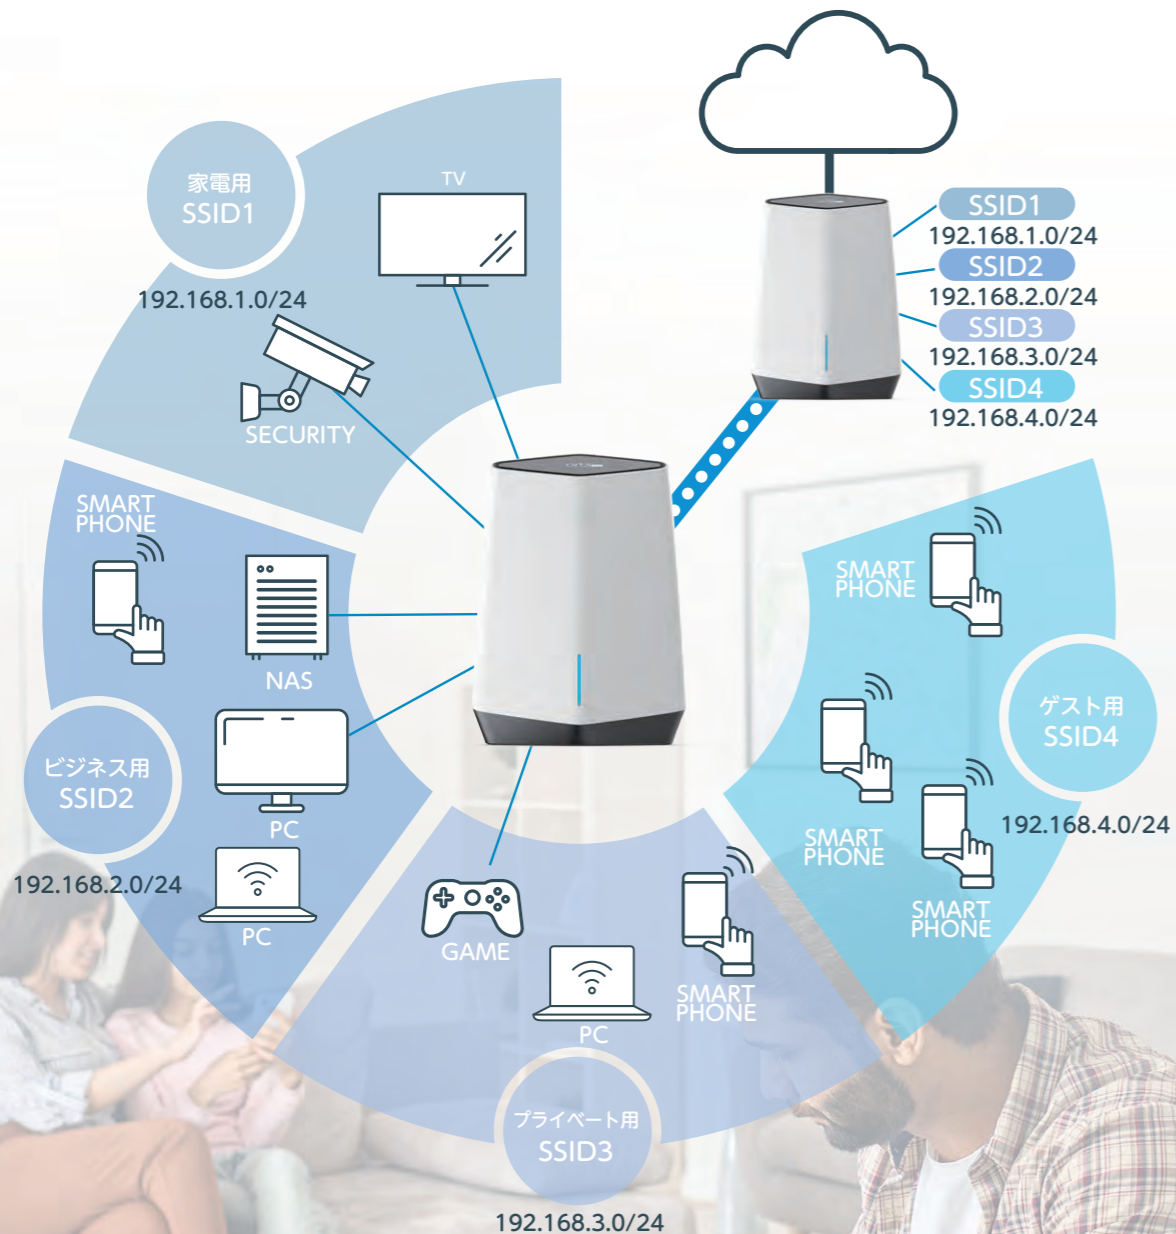 家電用
SSID1
192.168.1.0/24
TV
SECURITY
SSID1
192.168.1.0/24
SSID2
192.168.2.0/24
SSID3
192.168.3.0/24
SSID4
192.168.4.0/24
SMART
PHONE
NAS
PC
PC
ビジネス用
SSID2
192.168.2.0/24
GAME
PC
SMART
PHONE
プライベート用
SSID3
192.168.3.0/24
SMART
PHONE
SMART
PHONE
SMART
PHONE
ゲスト用
SSID4
192.168.4.0/24